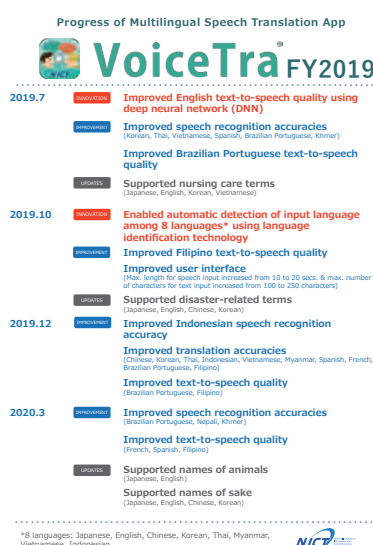 Progress of Multilingual Speech Translation App
VoiceTra® FY2019
2019.7
INNOVATION
Improved English text-to-speech quality using
deep neural network (DNN)
IMPROVEMENT
Improved speech recognition accuracies
(Korean, Thai, Vietnamese, Spanish, Brazilian Portuguese, Khmer)
Improved Brazilian Portuguese text-to-speech
quality
UPDATES
Supported nursing care terms
(Japanese, English, Korean, Vietnamese)
2019.10
INNOVATION
Enabled automatic detection of input language
among 8 languages* using language
identification technology
IMPROVEMENT
Improved Filipino text-to-speech quality
Improved user interface
(Max. length for speech input increased from 10 to 20 secs. & max. number
of characters for text input increased from 100 to 250 characters)
UPDATES
Supported disaster-related terms
(Japanese, English, Chinese, Korean)
2019.12
IMPROVEMENT
Improved Indonesian speech recognition
accuracy
Improved translation accuracies
(Chinese, Korean, Thai, Indonesian, Vietnamese, Myanmar, Spanish, French,
Brazilian Portuguese, Filipino)
Improved text-to-speech quality
(Brazilian Portuguese, Filipino)
2020.3
IMPROVEMENT
Improved speech recognition accuracies
(Brazilian Portuguese, Nepali, Khmer)
Improved text-to-speech quality
(French, Spanish, Filipino)
UPDATES
Supported names of animals
(Japanese, English)
Supported names of sake
(Japanese, English, Chinese, Korean)
*8 languages: Japanese, English, Chinese, Korean, Thai, Myanmar,
Vietnamese, Indonesian
NICT